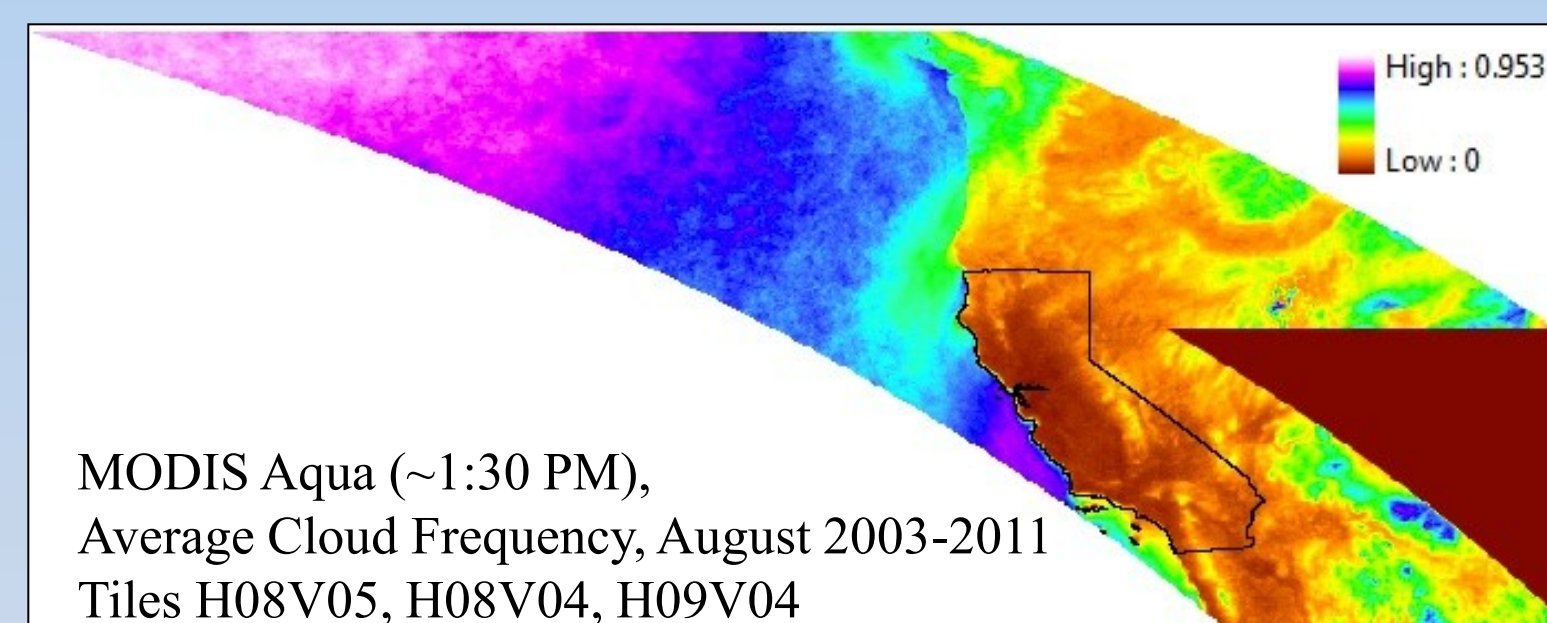 High : 0.953
Low : 0
MODIS Aqua (~1:30 PM),
Average Cloud Frequency, August 2003-2011
Tiles H08V05, H08V04, H09V04